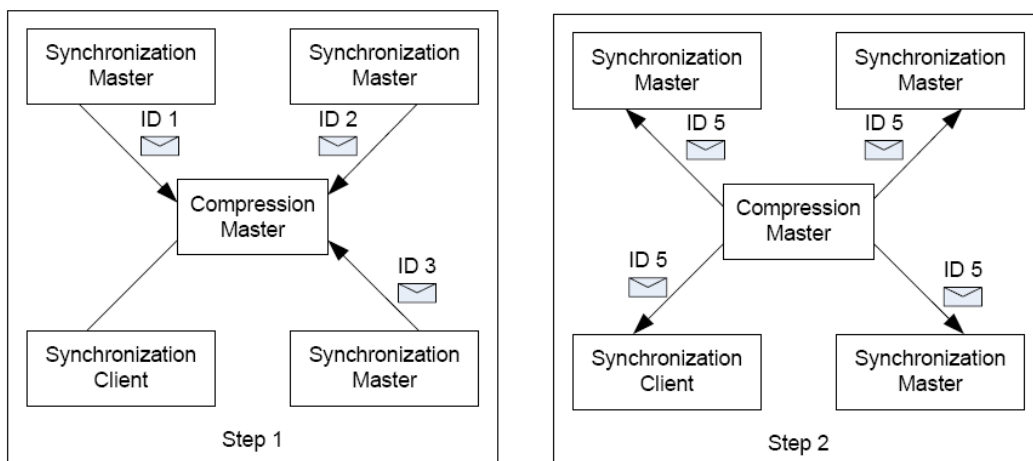 Synchronization
Master
Synchronization
Master
ID 1
ID 2
Compression
Master
ID 3
Synchronization
Client
Synchronization
Master
Step 1
Synchronization
Master
Synchronization
Master
ID 5
ID 5
Compression
Master
ID 5
ID 5
Synchronization
Client
Synchronization
Master
Step 2